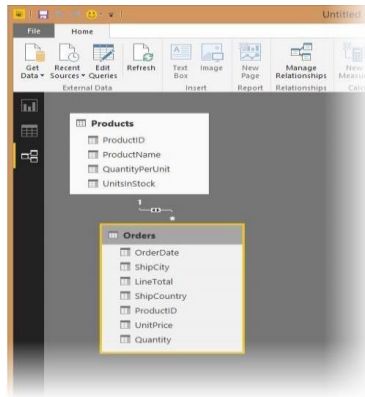 Untitled
File Home
Get Data Recent Sources Edit Queries Refresh Text Box Image New Page Manage Relationships New
External Data Insert Report Relationships
Products
ProductID
ProductName
QuantityPerUnit
UnitsInStock
1
*
Orders
OrderDate
ShipCity
LineTotal
ShipCountry
ProductID
UnitPrice
Quantity